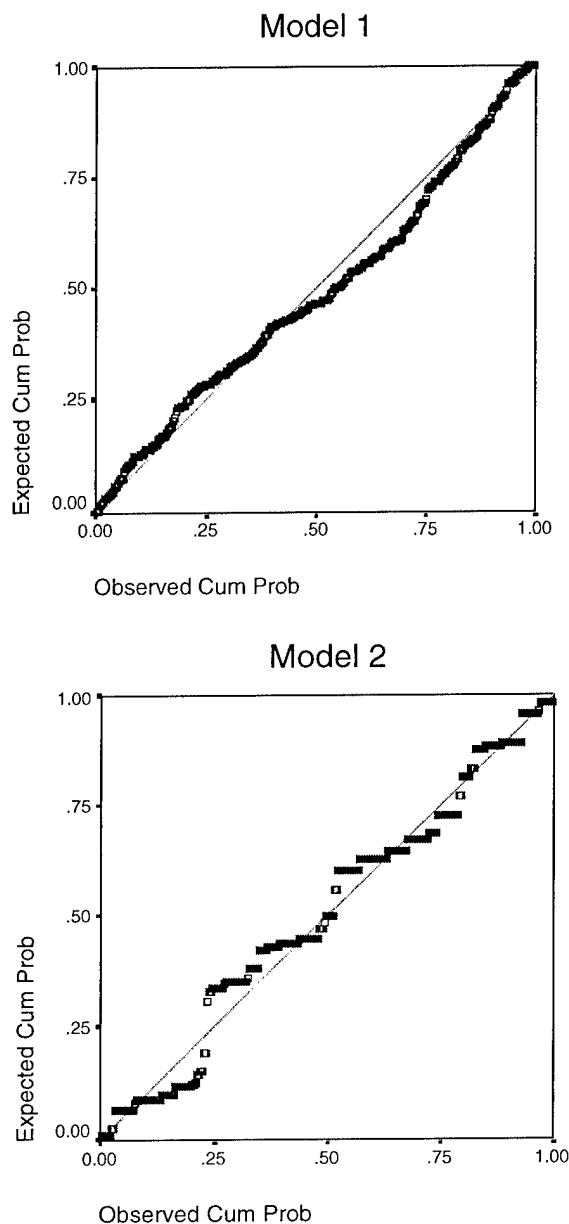 Model 1
1.00
.75
.50
.25
0.00
0.00 .25 .50 .75 1.00
Expected Cum Prob
Observed Cum Prob
Model 2
1.00
.75
.50
.25
0.00
0.00 .25 .50 .75 1.00
Expected Cum Prob
Observed Cum Prob